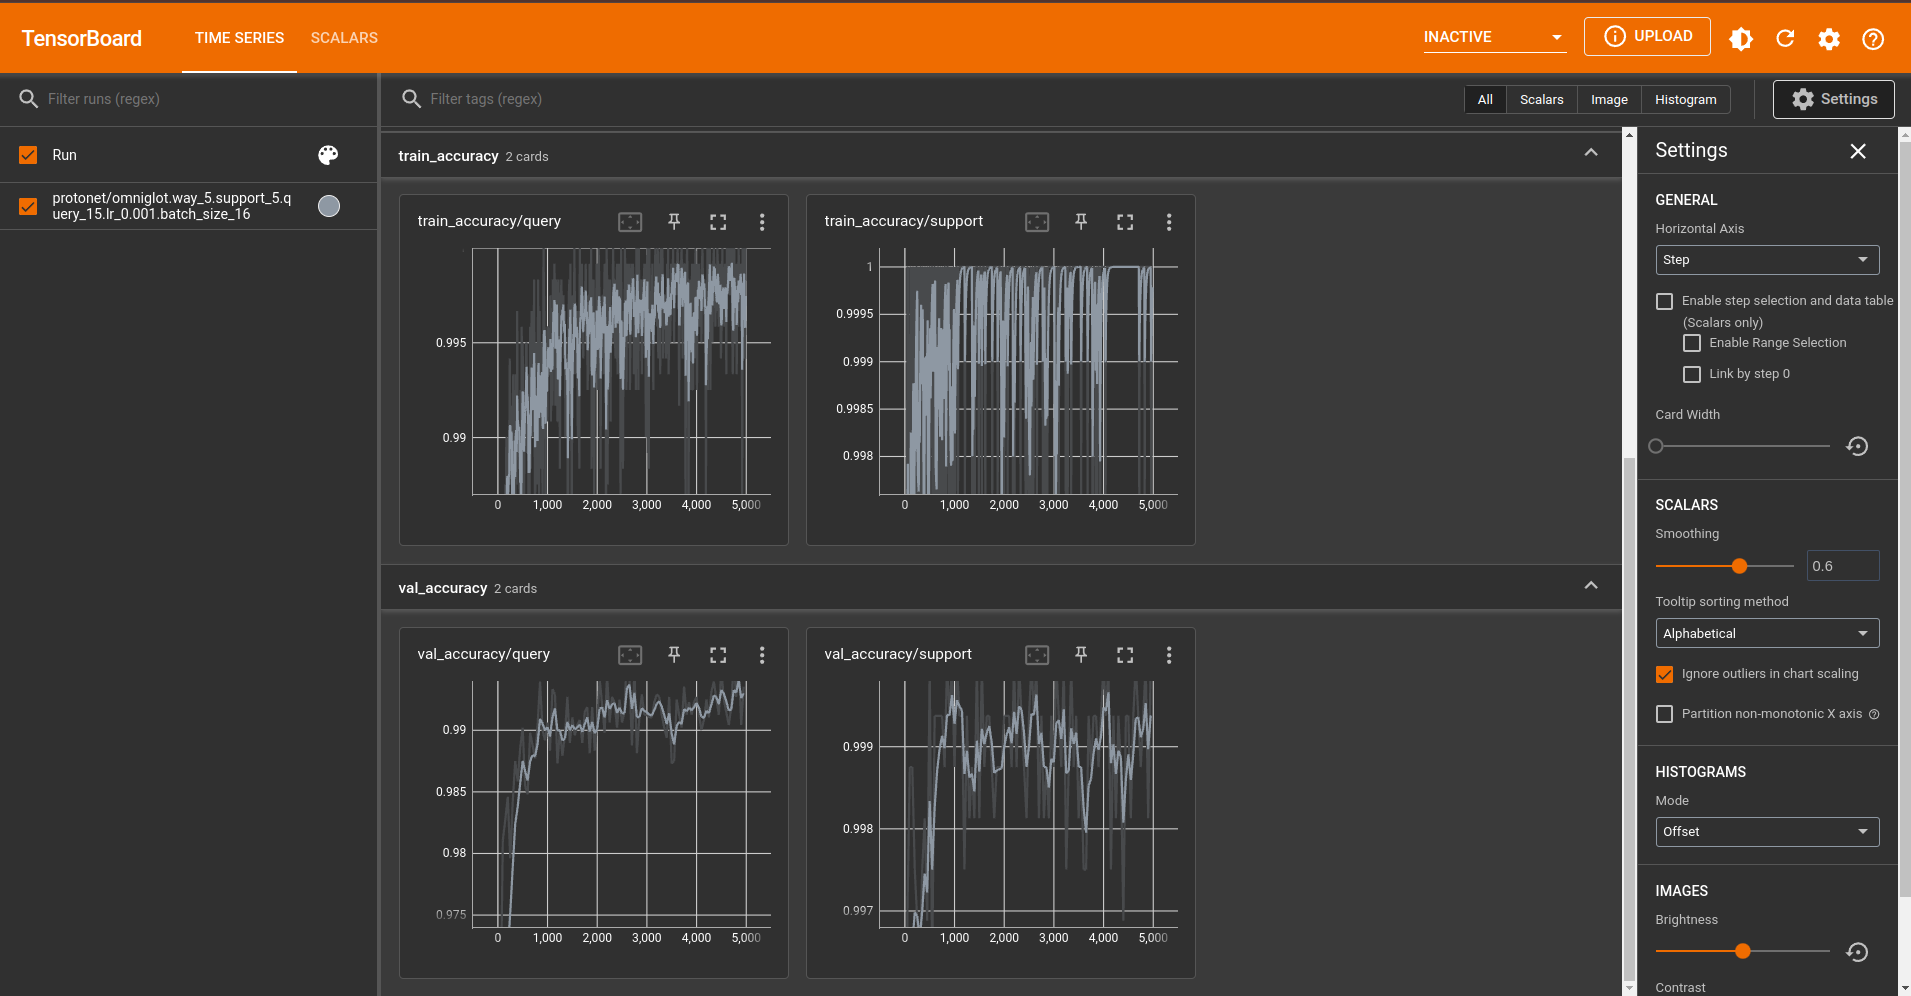 TensorBoard
TIME SERIES
SCALARS
INACTIVE
UPLOAD
Filter runs (regex)
Filter tags (regex)
All
Scalars
Image
Histogram
Settings
Run
protonet/omniglot.way_5.support_5.q
uery_15.lr_0.001.batch_size_16
train_accuracy 2 cards
train_accuracy/query
0.995
0.99
0 1,000 2,000 3,000 4,000 5,000
train_accuracy/support
1
0.9995
0.999
0.9985
0.998
0 1,000 2,000 3,000 4,000 5,000
val_accuracy 2 cards
val_accuracy/query
0.99
0.985
0.98
0.975
0 1,000 2,000 3,000 4,000 5,000
val_accuracy/support
0.999
0.998
0.997
0 1,000 2,000 3,000 4,000 5,000
Settings
GENERAL
Horizontal Axis
Step
Enable step selection and data table
(Scalars only)
Enable Range Selection
Link by step 0
Card Width
SCALARS
Smoothing
0.6
Tooltip sorting method
Alphabetical
Ignore outliers in chart scaling
Partition non-monotonic X axis
HISTOGRAMS
Mode
Offset
IMAGES
Brightness
Contrast